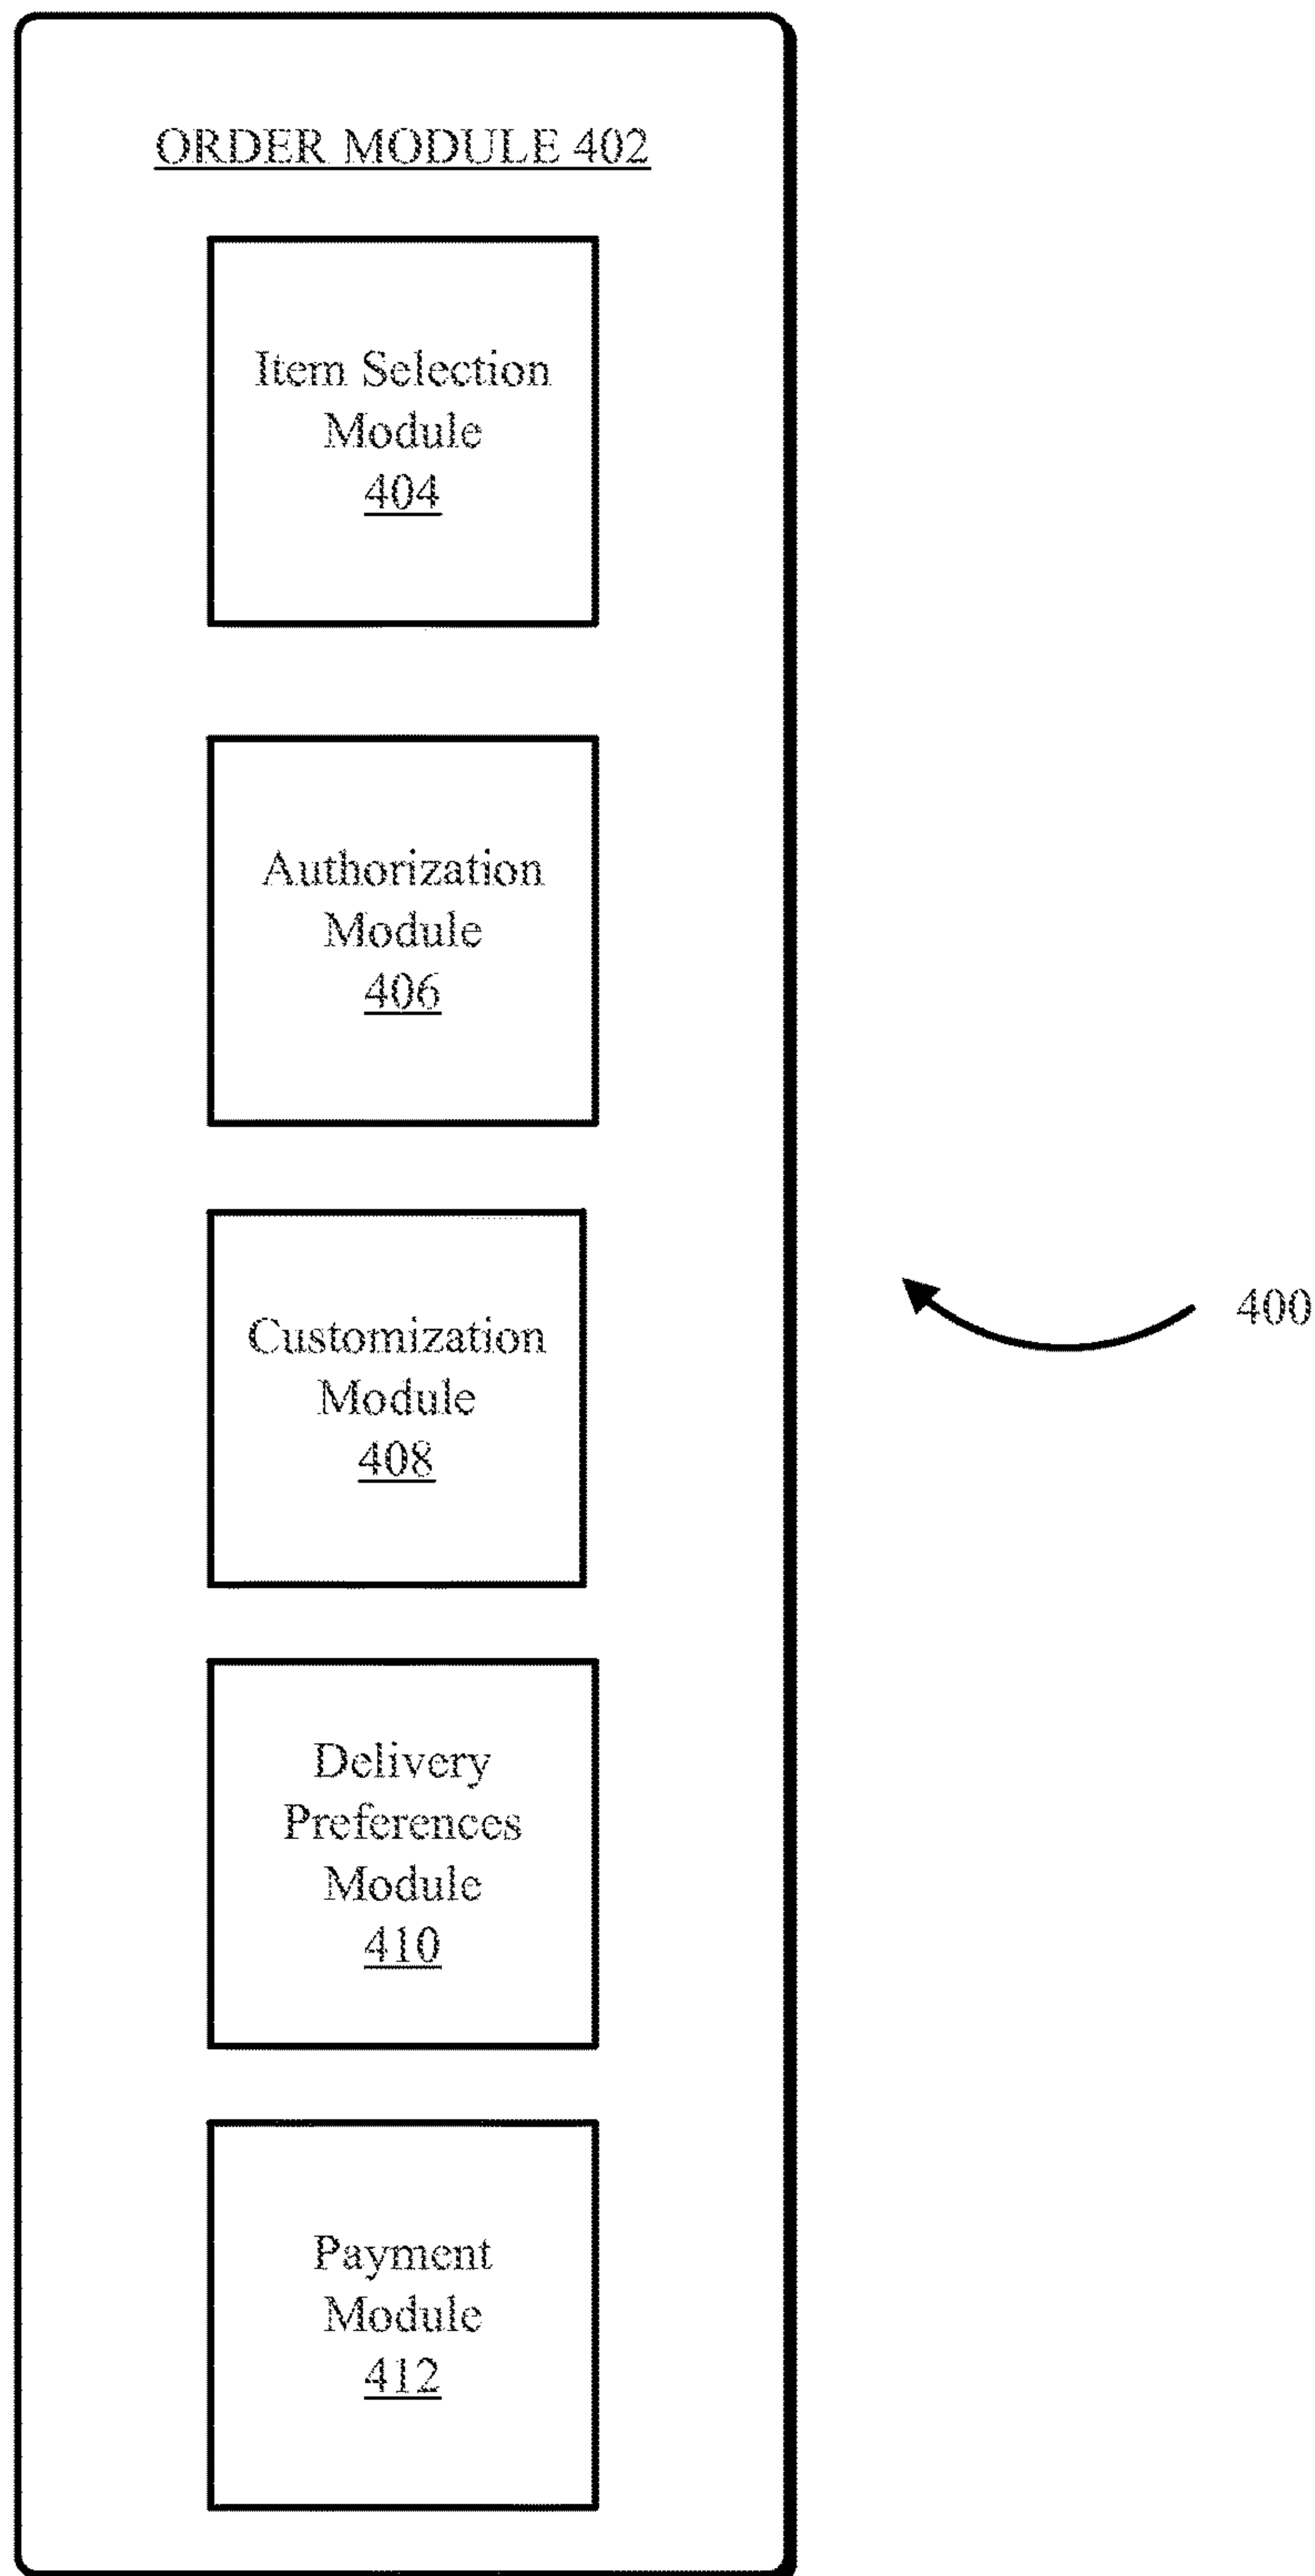 ORDER MODULE 402
Item Selection
Module
404
Authorization
Module
406
Customization
Module
408
400
Delivery
Preferences
Module
410
Payment
Module
412